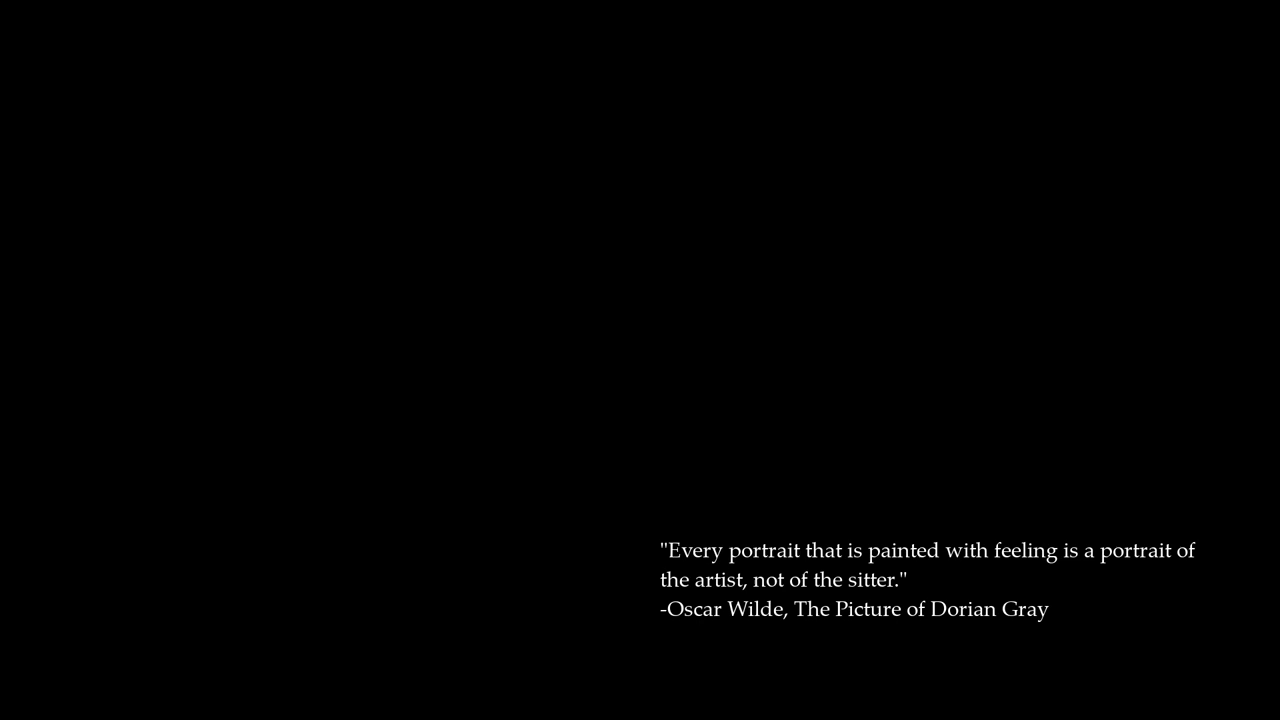 "Every portrait that is painted with feeling is a portrait of
the artist, not of the sitter."
-Oscar Wilde, The Picture of Dorian Gray